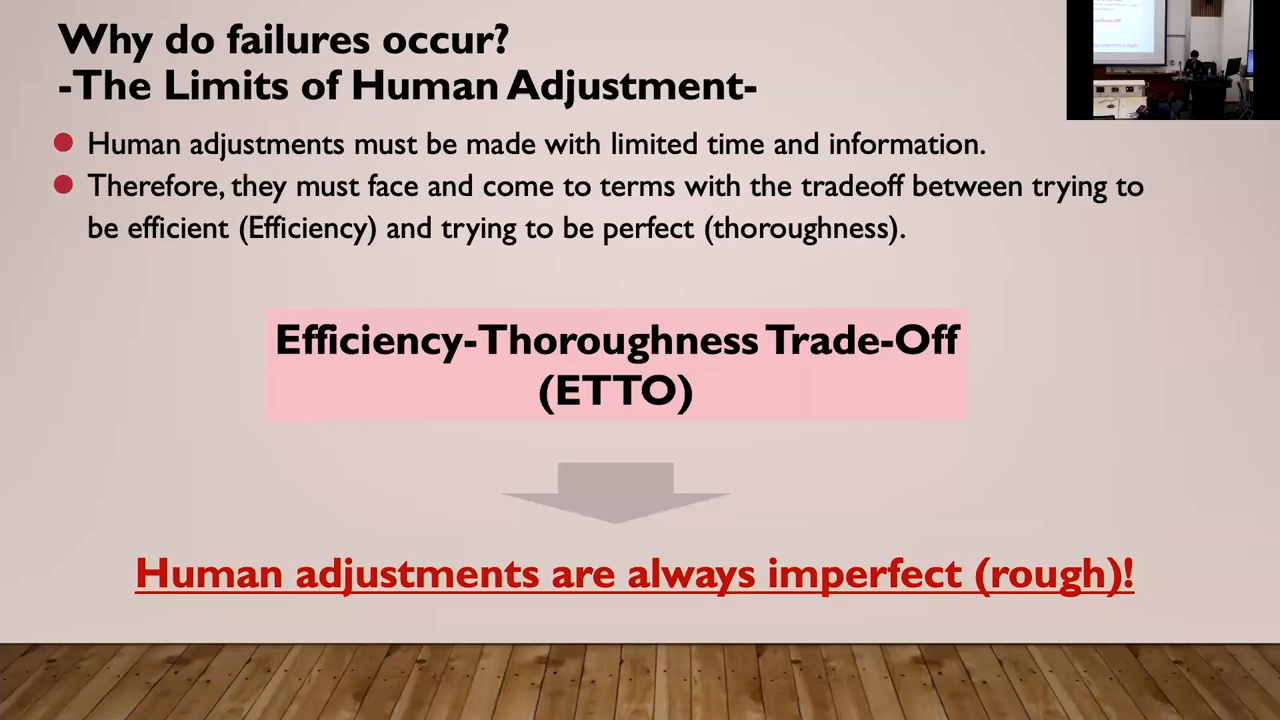 Why do failures occur?
-The Limits of Human Adjustment-
Human adjustments must be made with limited time and information.
Therefore, they must face and come to terms with the tradeoff between trying to
be efficient (Efficiency) and trying to be perfect (thoroughness).
Efficiency-Thoroughness Trade-Off
(ETTO)
Human adjustments are always imperfect (rough)!